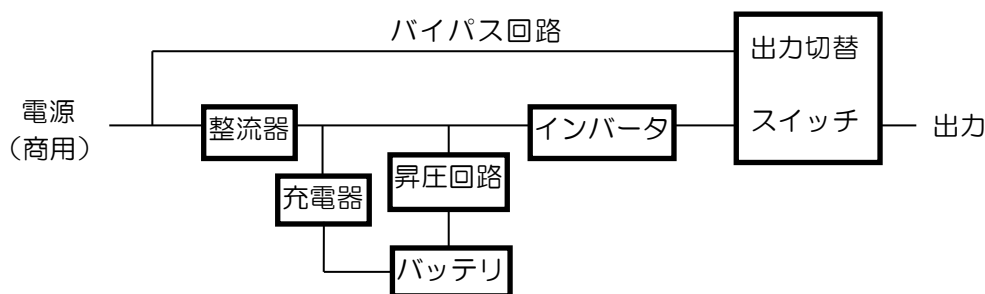 バイパス回路
出力切替
スイッチ
電源
（商用）
整流器
インバータ
出力
充電器
昇圧回路
バッテリ